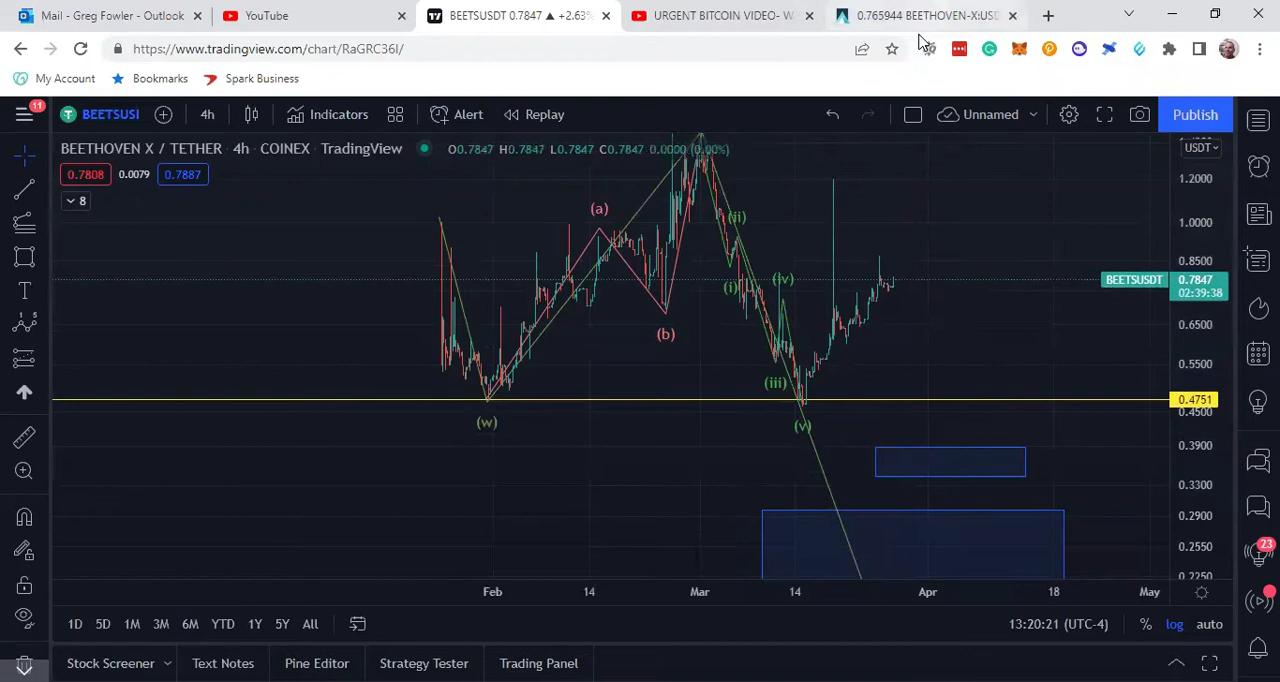 Mail - Greg Fowler - Outlook
YouTube
BEETSUSDT 0.7847 ▲ +2.63%
URGENT BITCOIN VIDEO- W
0.765944 BEETHOVEN-X:USD
https://www.tradingview.com/chart/RaGRC36I/
My Account
Bookmarks
Spark Business
11
BEETSUSI
4h
Indicators
Alert
Replay
Unnamed
Publish
BEETHOVEN X / TETHER · 4h · COINEX · TradingView
O0.7847 H0.7847 L0.7847 C0.7847 0.0000 (0.00%)
USDT
0.7808
0.0079
0.7887
8
1.2000
1.0000
0.8500
BEETSUSDT
0.7847
02:39:38
0.6500
0.5500
0.4751
0.4500
0.3900
0.3300
0.2900
0.2550
0.2250
(a)
(ii)
(i)
(iv)
(b)
(iii)
(w)
(v)
Feb
14
Mar
14
Apr
18
May
23
1D
5D
1M
3M
6M
YTD
1Y
5Y
All
13:20:21 (UTC-4)
%
log
auto
Stock Screener
Text Notes
Pine Editor
Strategy Tester
Trading Panel